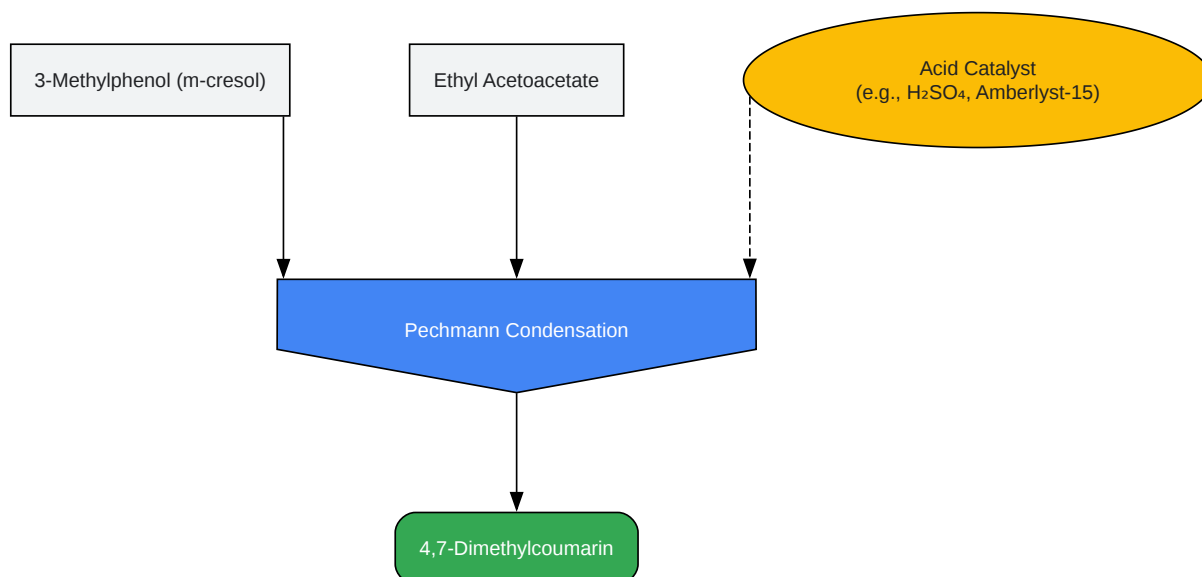 3-Methylphenol (m-cresol)
Ethyl Acetoacetate
Acid Catalyst
(e.g., H₂SO₄, Amberlyst-15)
Pechmann Condensation
4,7-Dimethylcoumarin